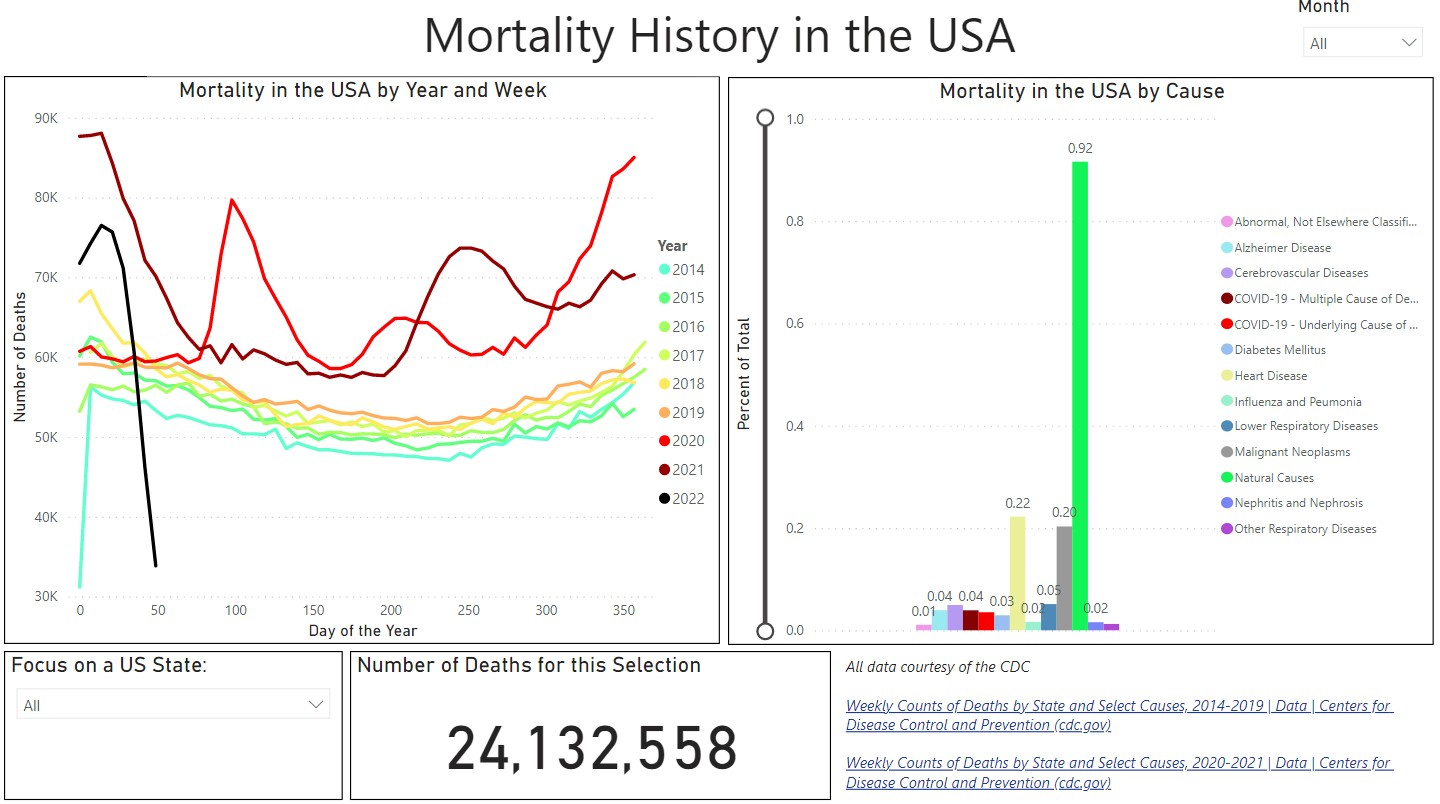 Mortality History in the USA
Month
All
Mortality in the USA by Year and Week
90K
80K
70K
60K
50K
40K
30K
Number of Deaths
0 50 100 150 200 250 300 350
Day of the Year
Year
2014
2015
2016
2017
2018
2019
2020
2021
2022
Mortality in the USA by Cause
1.0
0.8
0.6
0.4
0.2
0.0
Percent of Total
0.01
0.04
0.04
0.03
0.22
0.02
0.05
0.20
0.92
0.02
Abnormal, Not Elsewhere Classifi...
Alzheimer Disease
Cerebrovascular Diseases
COVID-19 - Multiple Cause of De...
COVID-19 - Underlying Cause of ...
Diabetes Mellitus
Heart Disease
Influenza and Peumonia
Lower Respiratory Diseases
Malignant Neoplasms
Natural Causes
Nephritis and Nephrosis
Other Respiratory Diseases
Focus on a US State:
All
Number of Deaths for this Selection
24,132,558
All data courtesy of the CDC
Weekly Counts of Deaths by State and Select Causes, 2014-2019 | Data | Centers for
Disease Control and Prevention (cdc.gov)
Weekly Counts of Deaths by State and Select Causes, 2020-2021 | Data | Centers for
Disease Control and Prevention (cdc.gov)